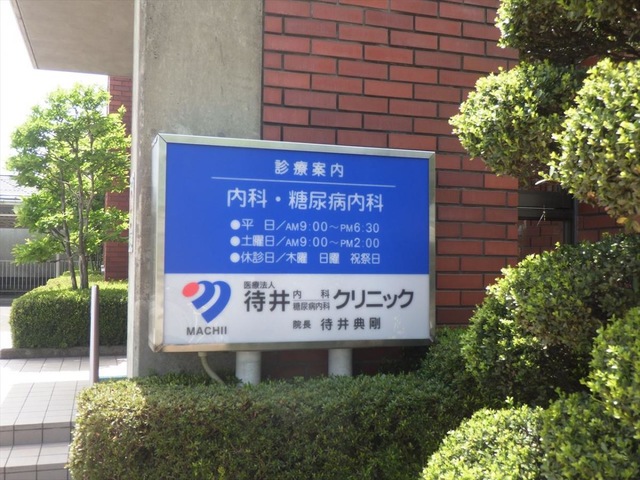 診療案内
内科・糖尿病内科
●平 日/AM9:00～PM6:30
●土曜日/AM9:00～PM2:00
●休診日/木曜 日曜 祝祭日
医療法人
待井 内科 糖尿病内科 クリニック
MACHII
院長 待井典剛